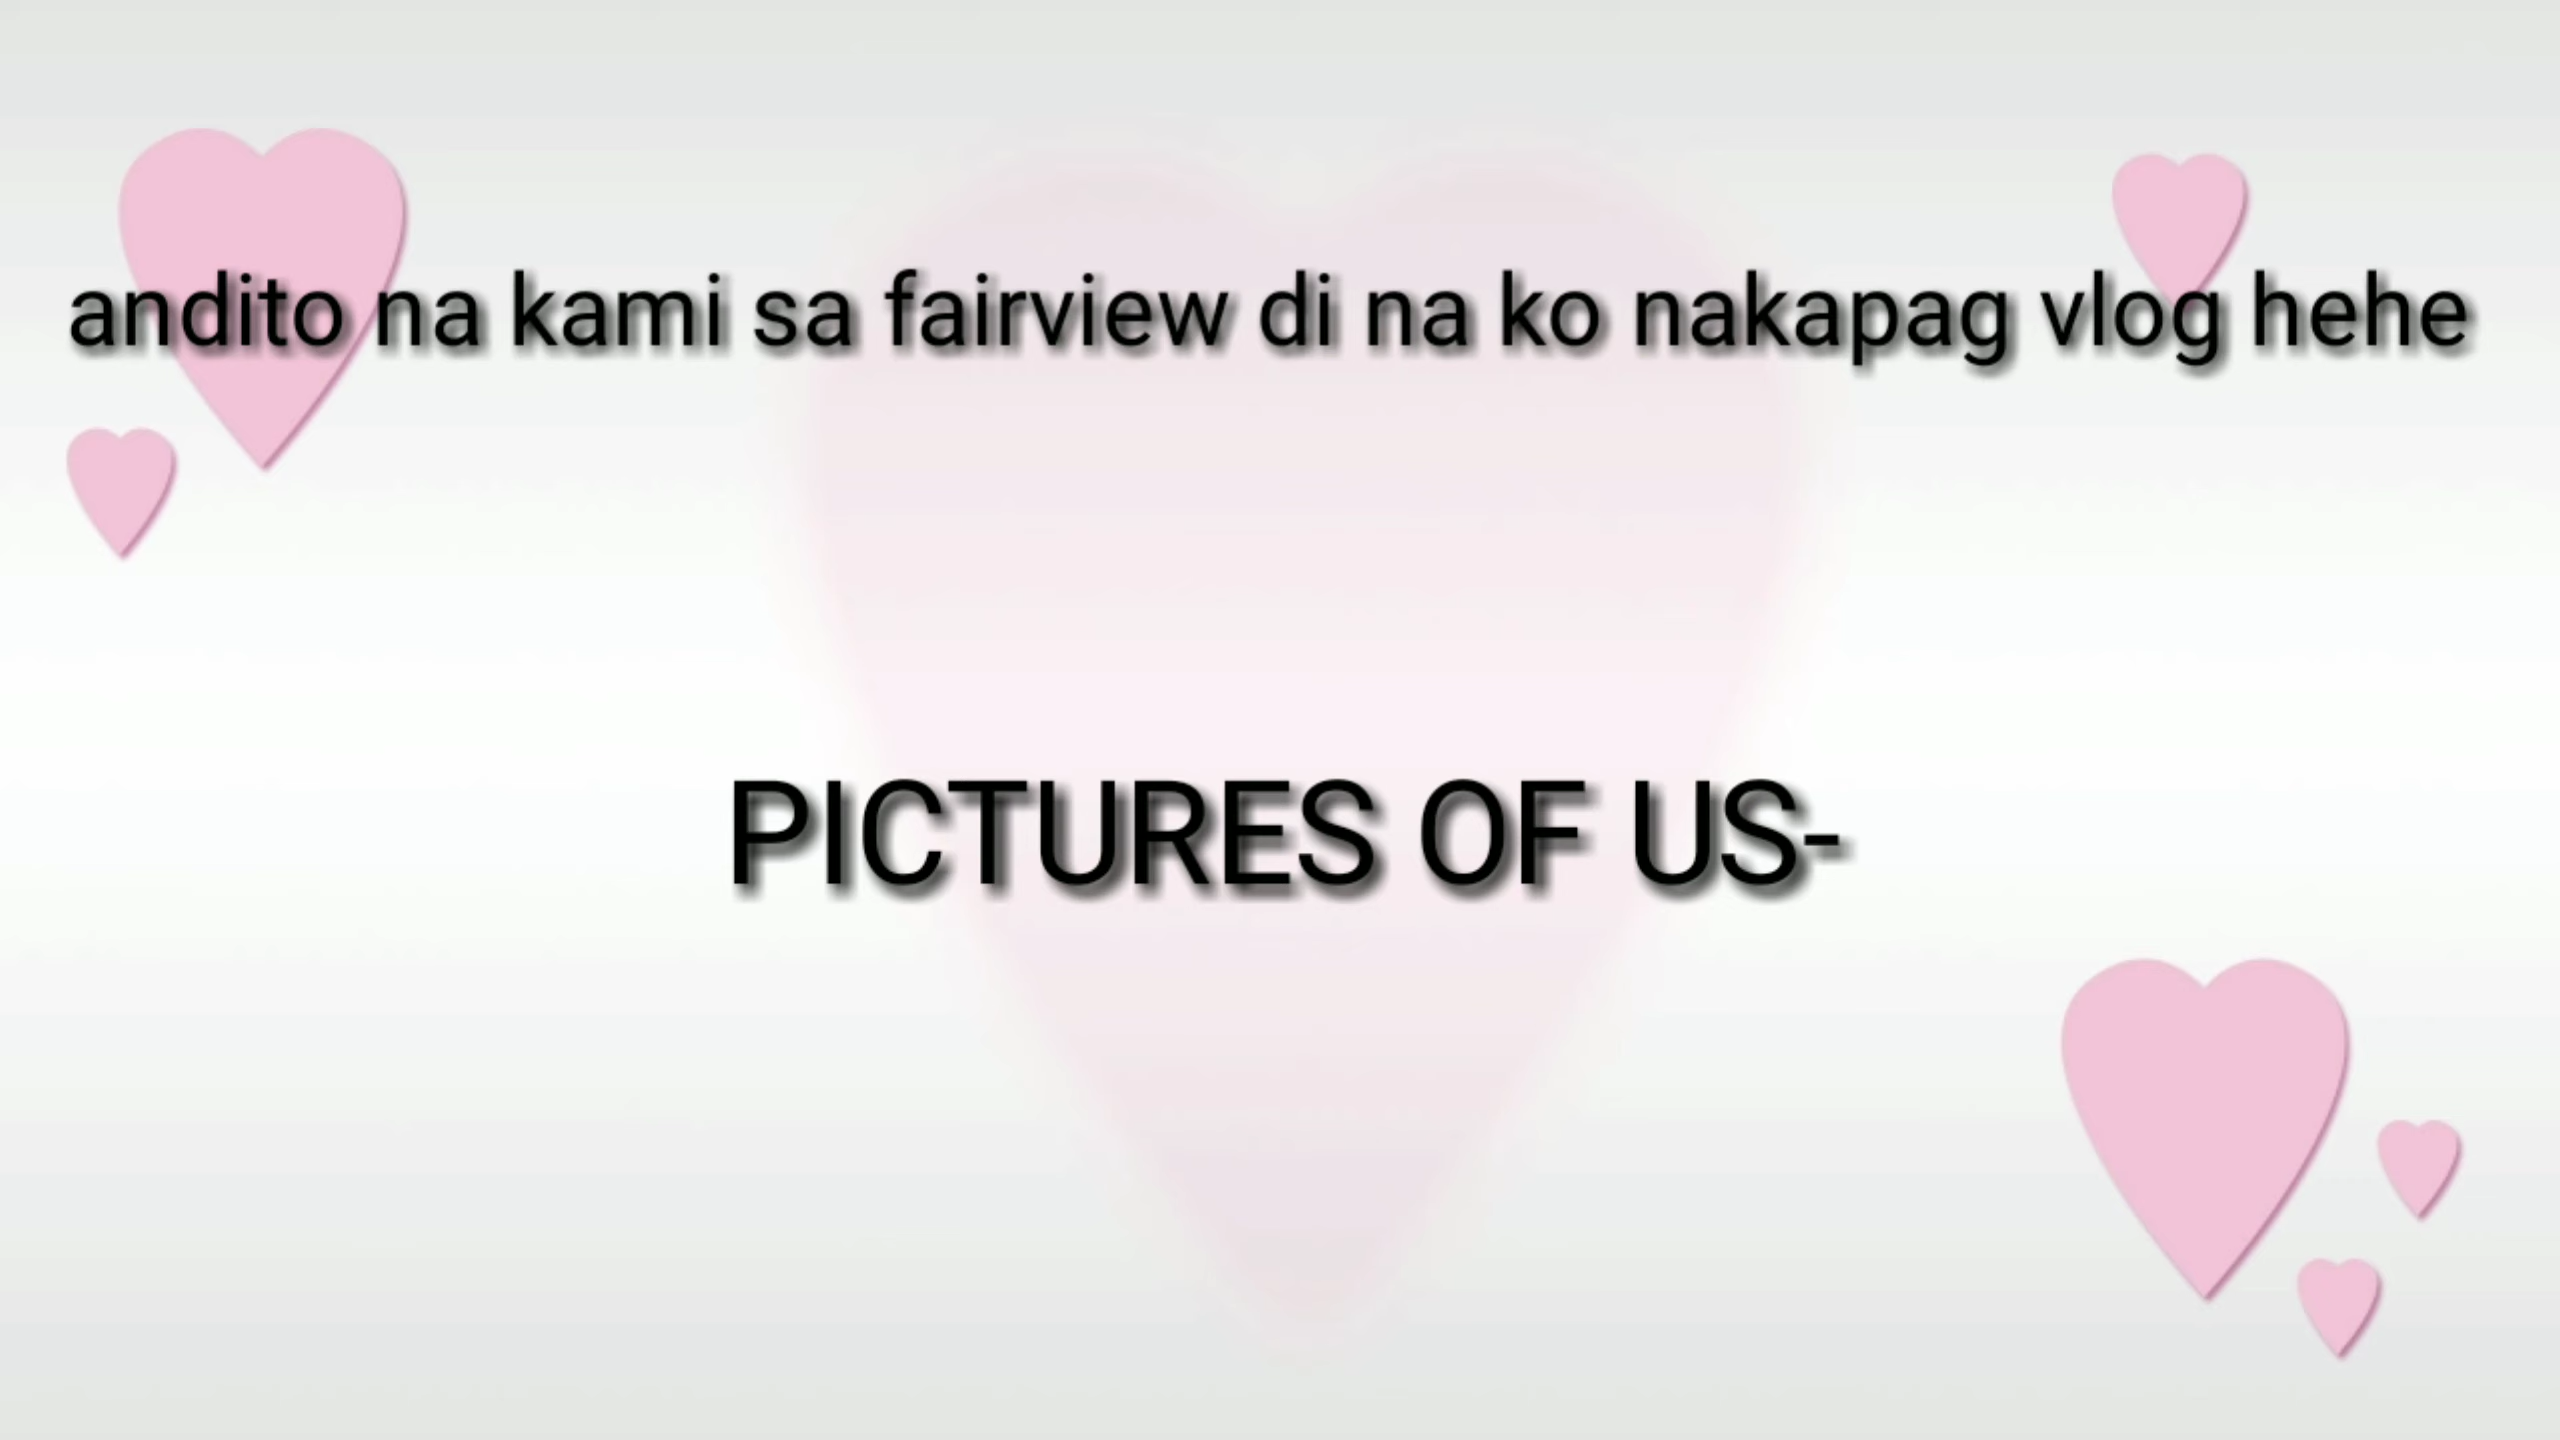 andito na kami sa fairview di na ko nakapag vlog hehe
PICTURES OF US-